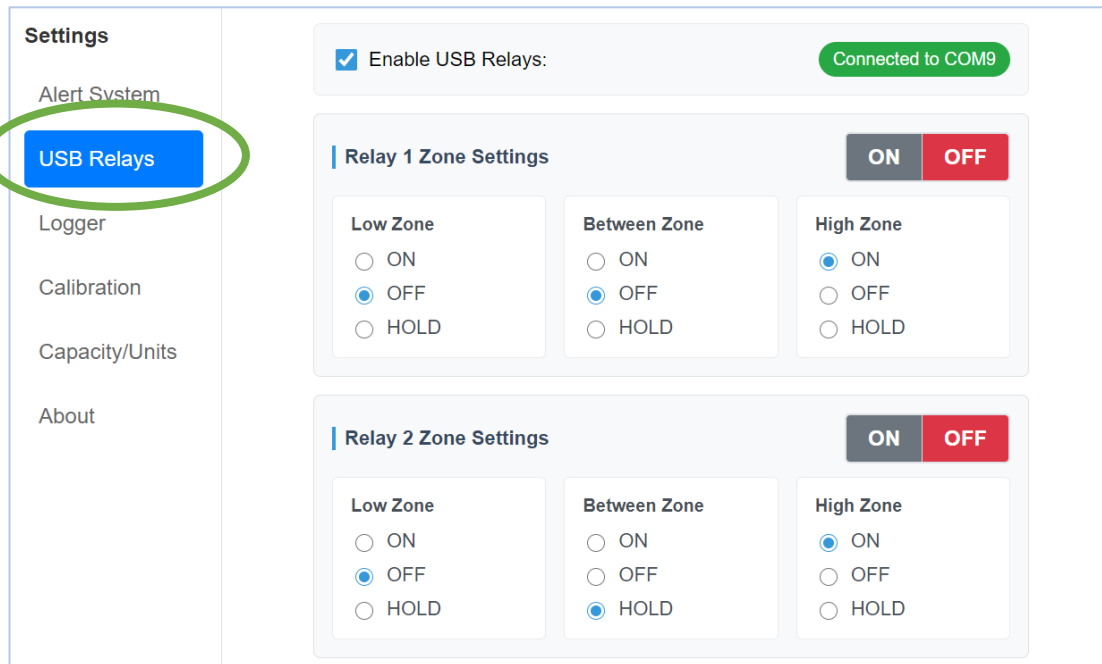 Settings
Alert System
USB Relays
Logger
Calibration
Capacity/Units
About
Enable USB Relays:
Connected to COM9
Relay 1 Zone Settings
ON OFF
Low Zone
ON
OFF
HOLD
Between Zone
ON
OFF
HOLD
High Zone
ON
OFF
HOLD
Relay 2 Zone Settings
ON OFF
Low Zone
ON
OFF
HOLD
Between Zone
ON
OFF
HOLD
High Zone
ON
OFF
HOLD